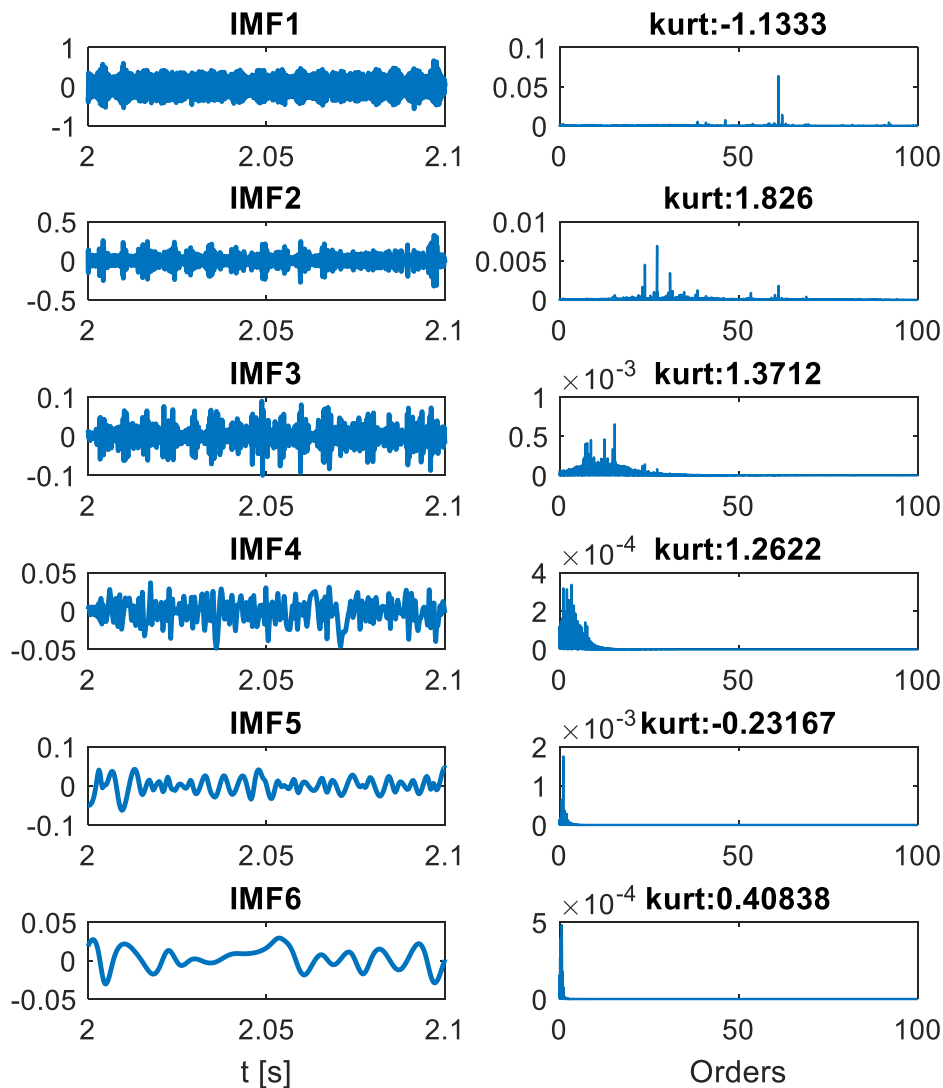 IMF1 kurt:-1.1333
1 0.1
0 0.05
-1 0
2 2.05 2.1 0 50 100
IMF2 kurt:1.826
0.5 0.01
0 0.005
-0.5 0
2 2.05 2.1 0 50 100
IMF3 ×10-3 kurt:1.3712
0.1 1
0 0.5
-0.1 0
2 2.05 2.1 0 50 100
IMF4 ×10-4 kurt:1.2622
0.05 4
0 2
-0.05 0
2 2.05 2.1 0 50 100
IMF5 ×10-3 kurt:-0.23167
0.1 2
0 1
-0.1 0
2 2.05 2.1 0 50 100
IMF6 ×10-4 kurt:0.40838
0.05 5
0
-0.05 0
2 2.05 2.1 0 50 100
t [s] Orders